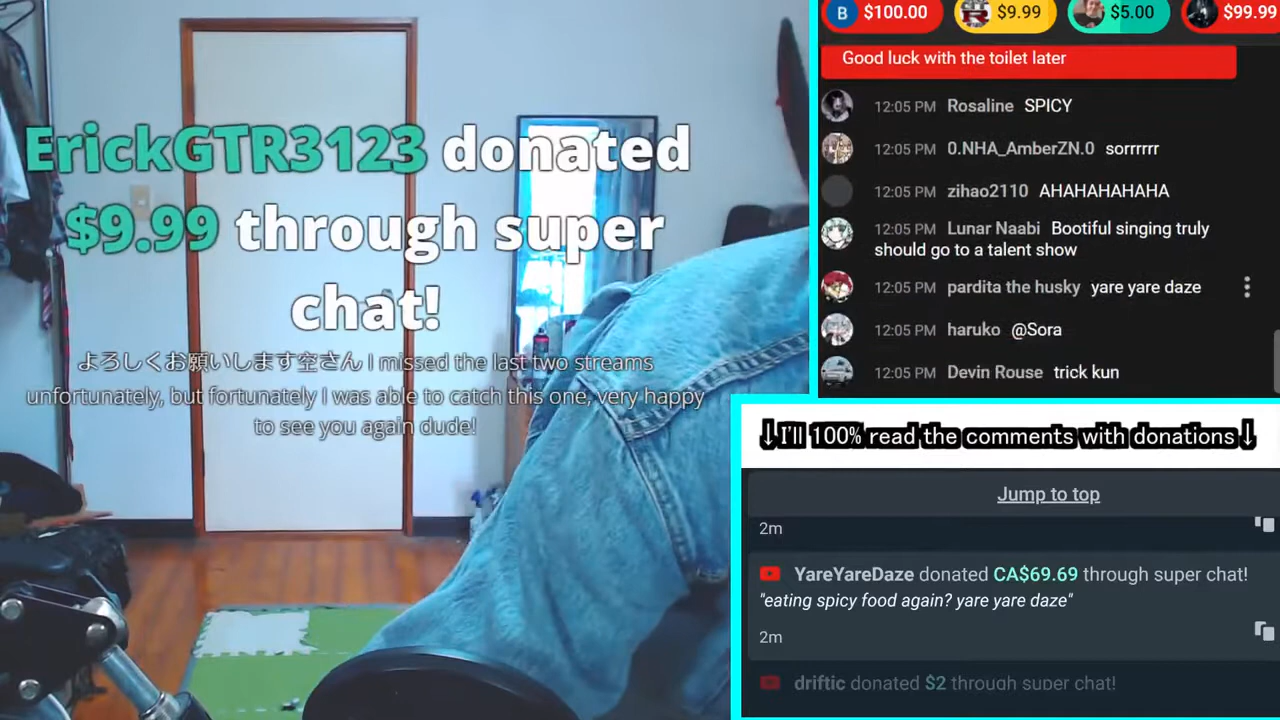 ErickGTR3123 donated
$9.99 through super
chat!
よろしくお願いします空さん I missed the last two streams
unfortunately, but fortunately I was able to catch this one, very happy
to see you again dude!
B $100.00 $9.99 $5.00 $99.99
Good luck with the toilet later
12:05 PM Rosaline SPICY
12:05 PM 0.NHA_AmberZN.0 sorrrrrr
12:05 PM zihao2110 AHAHAHAHAHA
12:05 PM Lunar Naabi Bootiful singing truly
should go to a talent show
12:05 PM pardita the husky yare yare daze
12:05 PM haruko @Sora
12:05 PM Devin Rouse trick kun
↓I'll 100% read the comments with donations↓
Jump to top
2m
YareYareDaze donated CA$69.69 through super chat!
"eating spicy food again? yare yare daze"
2m
driftic donated $2 through super chat!